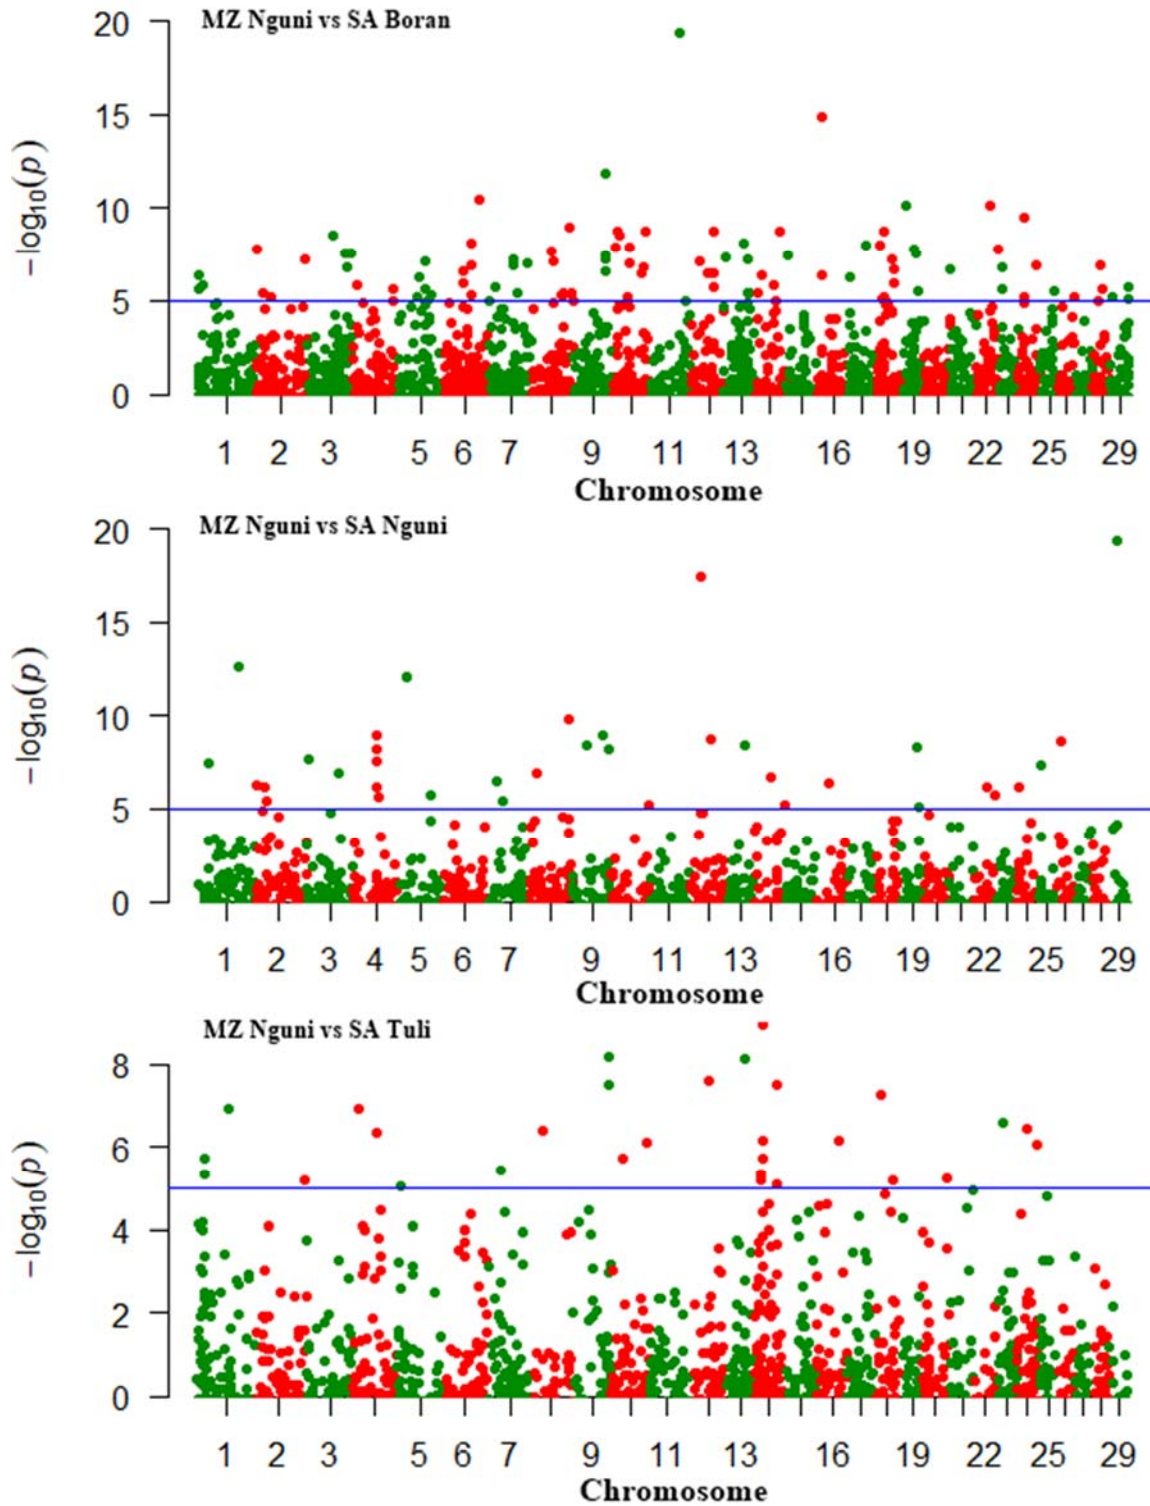 MZ Nguni vs SA Boran
−log10(p)
20
15
10
5
0
1 2 3 5 6 7 9 11 13 16 19 22 25 29
Chromosome
MZ Nguni vs SA Nguni
−log10(p)
20
15
10
5
0
1 2 3 4 5 6 7 9 11 13 16 19 22 25 29
Chromosome
MZ Nguni vs SA Tuli
−log10(p)
8
6
4
2
0
1 2 3 4 5 6 7 9 11 13 16 19 22 25 29
Chromosome